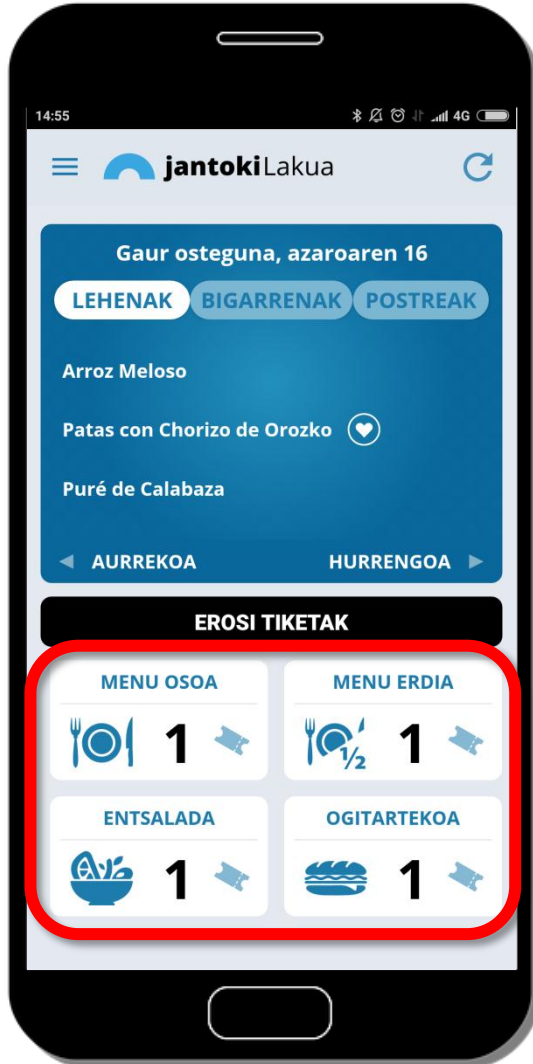 14:55 4G
jantokiLakua
Gaur osteguna, azaroaren 16
LEHENAK BIGARRENAK POSTREAK
Arroz Meloso
Patas con Chorizo de Orozko
Puré de Calabaza
AURREKOA HURRENGOA
EROSI TIKETAK
MENU OSOA MENU ERDIA
1 1/2 1
ENTSALADA OGITARTEKOA
1 1